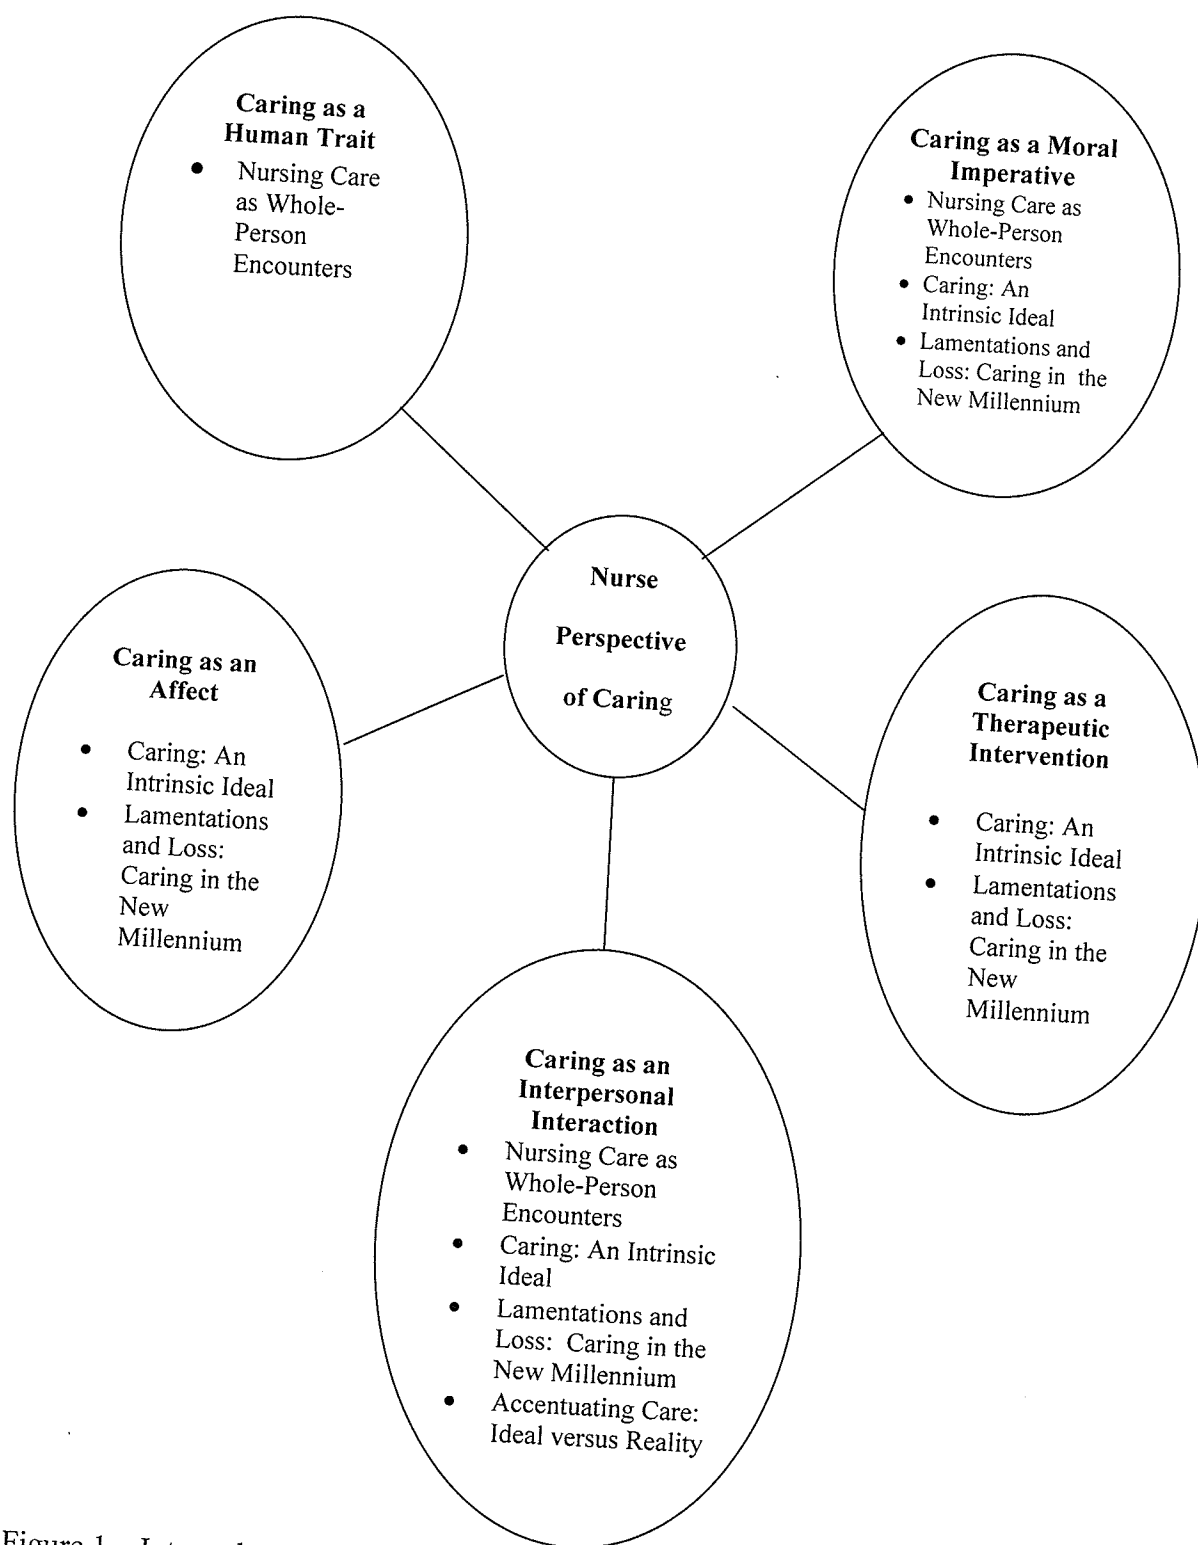 Caring as a
Human Trait
• Nursing Care
as Whole-
Person
Encounters
Caring as a Moral
Imperative
• Nursing Care as
Whole-Person
Encounters
• Caring: An
Intrinsic Ideal
• Lamentations and
Loss: Caring in the
New Millennium
Nurse
Perspective
of Caring
Caring as an
Affect
• Caring: An
Intrinsic Ideal
• Lamentations
and Loss:
Caring in the
New
Millennium
Caring as a
Therapeutic
Intervention
• Caring: An
Intrinsic Ideal
• Lamentations
and Loss:
Caring in the
New
Millennium
Caring as an
Interpersonal
Interaction
• Nursing Care as
Whole-Person
Encounters
• Caring: An Intrinsic
Ideal
• Lamentations and
Loss: Caring in the
New Millennium
• Accentuating Care:
Ideal versus Reality
Figure 1